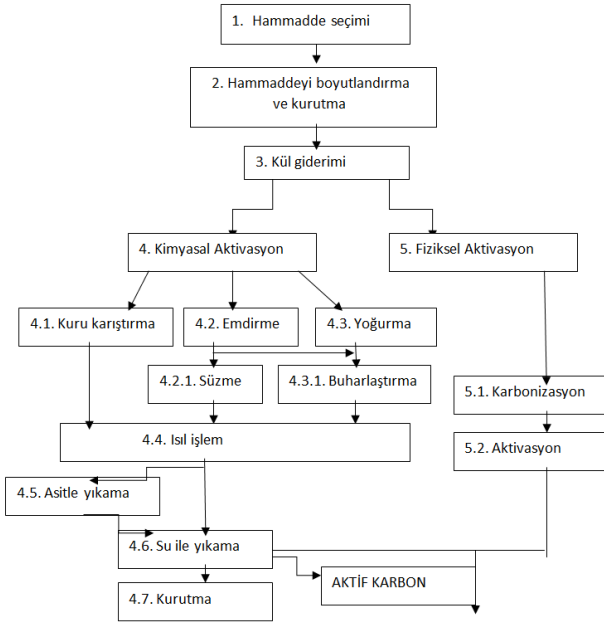 1. Hammadde seçimi
2. Hammaddeyi boyutlandırma
ve kurutma
3. Kül giderimi
4. Kimyasal Aktivasyon
5. Fiziksel Aktivasyon
4.1. Kuru karıştırma
4.2. Emdirme
4.3. Yoğurma
4.2.1. Süzme
4.3.1. Buharlaştırma
5.1. Karbonizasyon
4.4. Isıl işlem
5.2. Aktivasyon
4.5. Asitle yıkama
4.6. Su ile yıkama
AKTİF KARBON
4.7. Kurutma